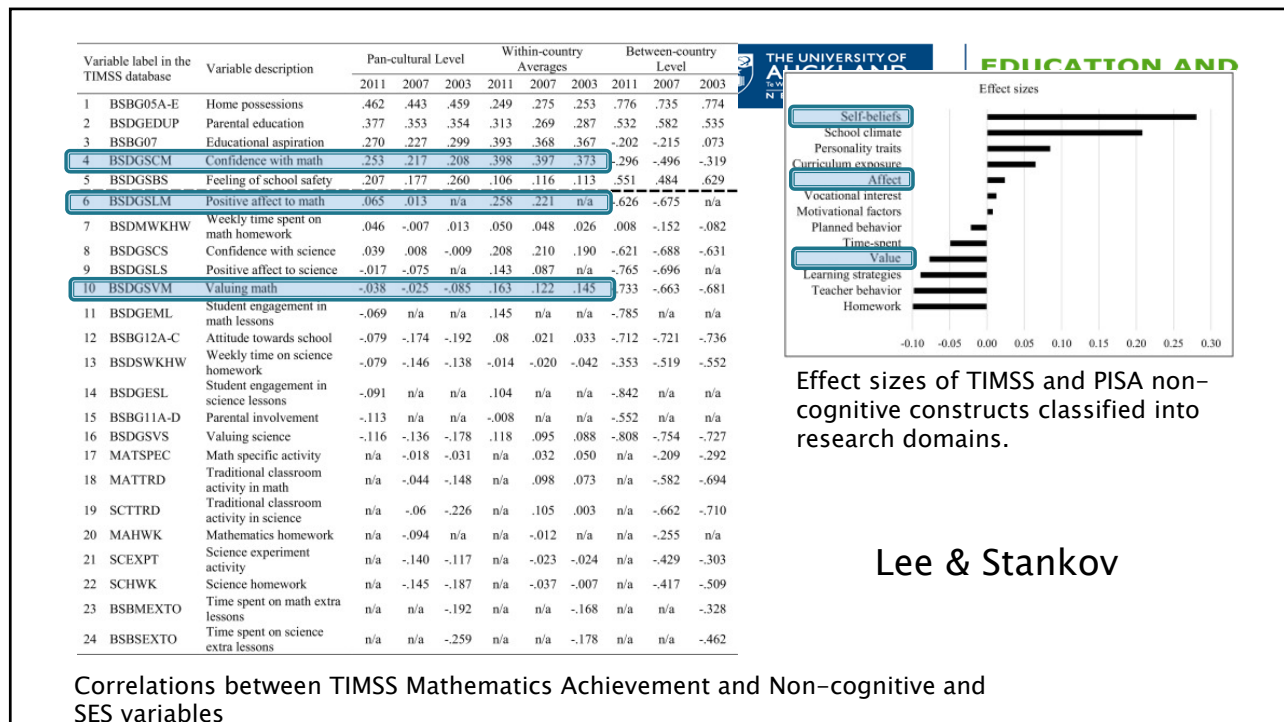 THE UNIVERSITY OF
AUCKLAND
EDUCATION AND
Variable label in the TIMSS database Variable description Pan-cultural Level Within-country Averages Between-country Level
2011 2007 2003 2011 2007 2003 2011 2007 2003
1 BSBG05A-E Home possessions .462 .443 .459 .249 .275 .253 .776 .735 .774
2 BSDGEDUP Parental education .377 .353 .354 .313 .269 .287 .532 .582 .535
3 BSBG07 Educational aspiration .270 .227 .299 .393 .368 .367 -.202 -.215 .073
4 BSDGSCM Confidence with math .253 .217 .208 .398 .397 .373 -.296 -.496 -.319
5 BSDGSBS Feeling of school safety .207 .177 .260 .106 .116 .113 .551 .484 .629
6 BSDGSLM Positive affect to math .065 .013 n/a .258 .221 n/a -.626 -.675 n/a
7 BSDMWKHW Weekly time spent on math homework .046 -.007 .013 .050 .048 .026 .008 -.152 -.082
8 BSDGSCS Confidence with science .039 .008 -.009 .208 .210 .190 -.621 -.688 -.631
9 BSDGSLS Positive affect to science -.017 -.075 n/a .143 .087 n/a -.765 -.696 n/a
10 BSDGSVM Valuing math -.038 -.025 -.085 .163 .122 .145 .733 -.663 -.681
11 BSDGEML Student engagement in math lessons -.069 n/a n/a .145 n/a n/a -.785 n/a n/a
12 BSBG12A-C Attitude towards school -.079 -.174 -.192 .08 .021 .033 -.712 -.721 -.736
13 BSDSWKHW Weekly time on science homework -.079 -.146 -.138 -.014 -.020 -.042 -.353 -.519 -.552
14 BSDGESL Student engagement in science lessons -.091 n/a n/a .104 n/a n/a -.842 n/a n/a
15 BSBG11A-D Parental involvement -.113 n/a n/a -.008 n/a n/a -.552 n/a n/a
16 BSDGSVS Valuing science -.116 -.136 -.178 .118 .095 .088 -.808 -.754 -.727
17 MATSPEC Math specific activity n/a -.018 -.031 n/a .032 .050 n/a -.209 -.292
18 MATTRD Traditional classroom activity in math n/a -.044 -.148 n/a .098 .073 n/a -.582 -.694
19 SCTTRD Traditional classroom activity in science n/a -.06 -.226 n/a .105 .003 n/a -.662 -.710
20 MAHWK Mathematics homework n/a -.094 n/a n/a -.012 n/a n/a -.255 n/a
21 SCEXPT Science experiment activity n/a -.140 -.117 n/a -.023 -.024 n/a -.429 -.303
22 SCHWK Science homework n/a -.145 -.187 n/a -.037 -.007 n/a -.417 -.509
23 BSBMEXTO Time spent on math extra lessons n/a n/a -.192 n/a n/a -.168 n/a n/a -.328
24 BSBSEXTO Time spent on science extra lessons n/a n/a -.259 n/a n/a -.178 n/a n/a -.462
Correlations between TIMSS Mathematics Achievement and Non-cognitive and
SES variables
Effect sizes
Self-beliefs
School climate
Personality traits
Curriculum exposure
Affect
Vocational interest
Motivational factors
Planned behavior
Time-spent
Value
Learning strategies
Teacher behavior
Homework
-0.10 -0.05 0.00 0.05 0.10 0.15 0.20 0.25 0.30
Effect sizes of TIMSS and PISA non-
cognitive constructs classified into
research domains.
Lee & Stankov